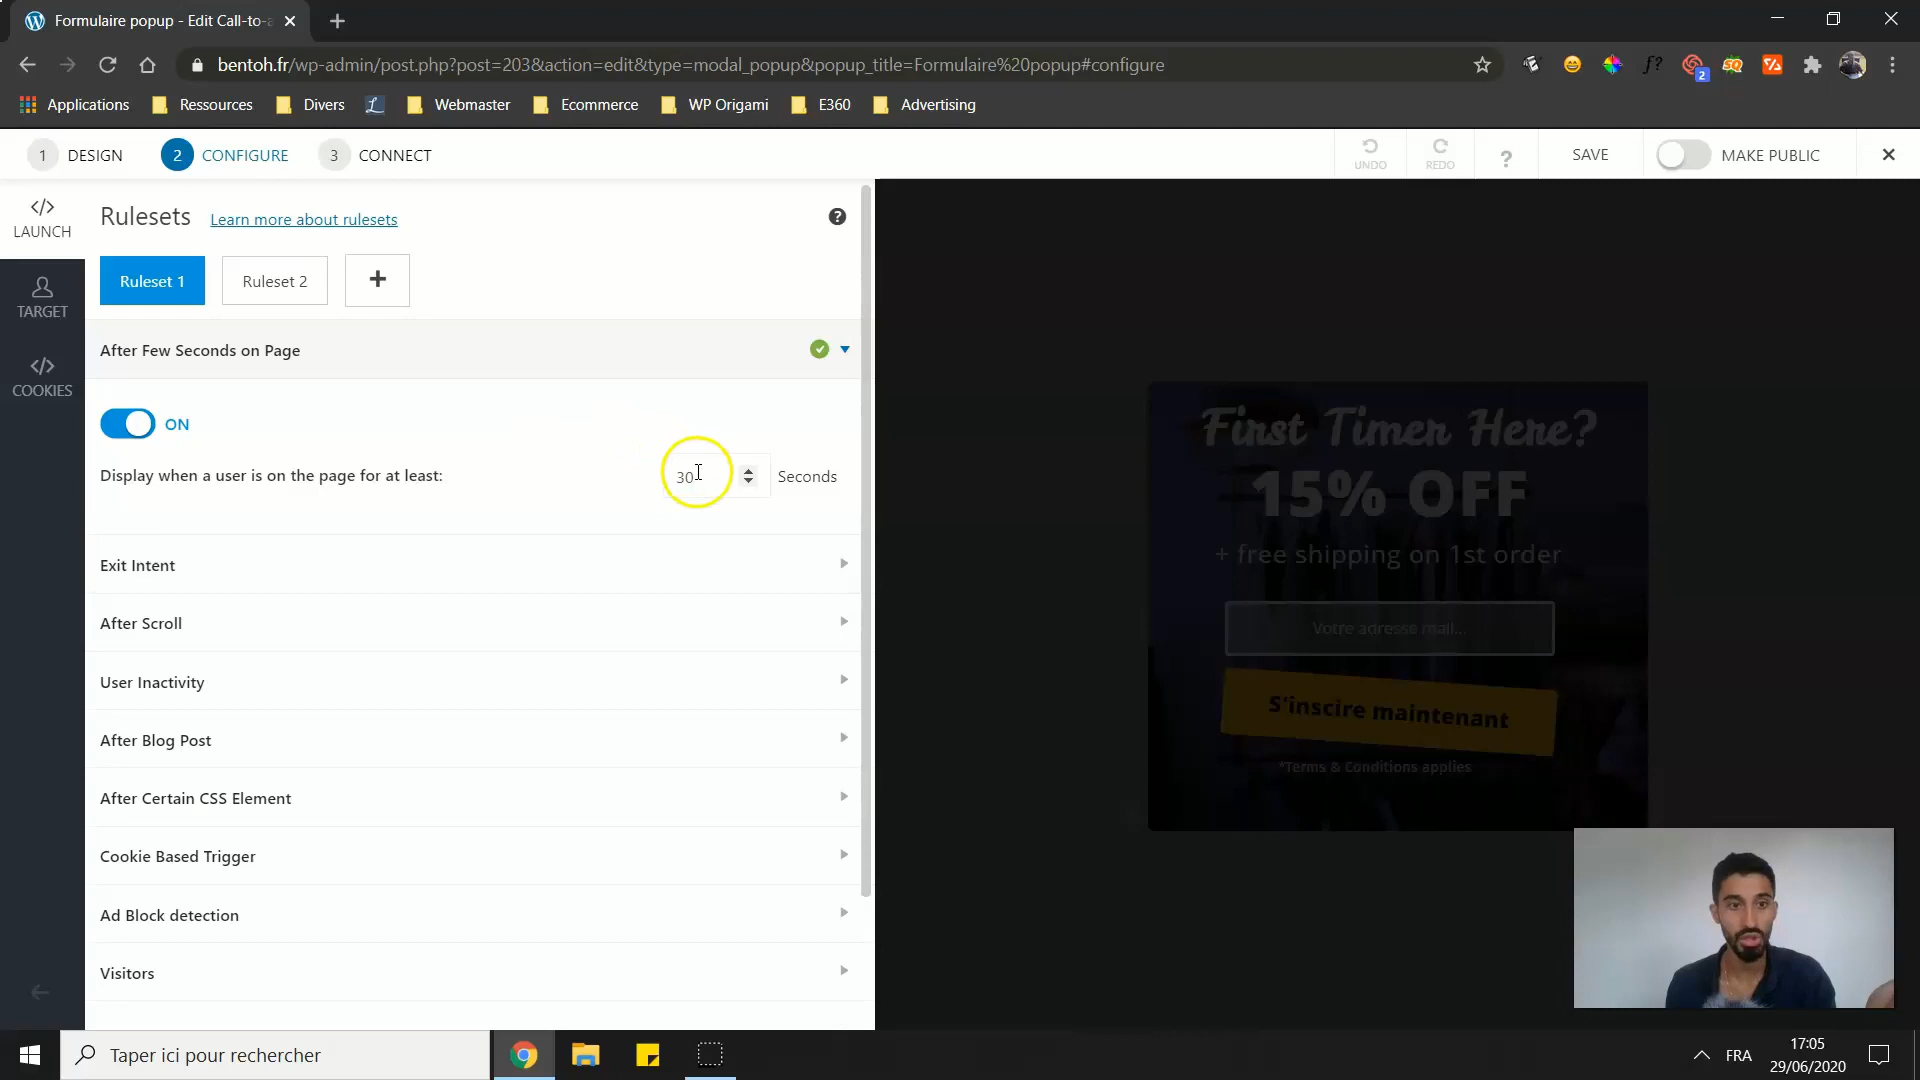 Formulaire popup - Edit Call-to-a
bentoh.fr/wp-admin/post.php?post=203&action=edit&type=modal_popup&popup_title=Formulaire%20popup#configure
2
Applications
Ressources
Divers
Webmaster
Ecommerce
WP Origami
E360
Advertising
1 DESIGN
2 CONFIGURE
3 CONNECT
UNDO
REDO
?
SAVE
MAKE PUBLIC
LAUNCH
TARGET
COOKIES
Rulesets
Learn more about rulesets
Ruleset 1
Ruleset 2
+
After Few Seconds on Page
ON
Display when a user is on the page for at least:
30
Seconds
Exit Intent
After Scroll
User Inactivity
After Blog Post
After Certain CSS Element
Cookie Based Trigger
Ad Block detection
Visitors
First Timer Here?
15% OFF
+ free shipping on 1st order
Votre adresse mail...
S'inscire maintenant
*Terms & Conditions applies
Taper ici pour rechercher
FRA
17:05
29/06/2020